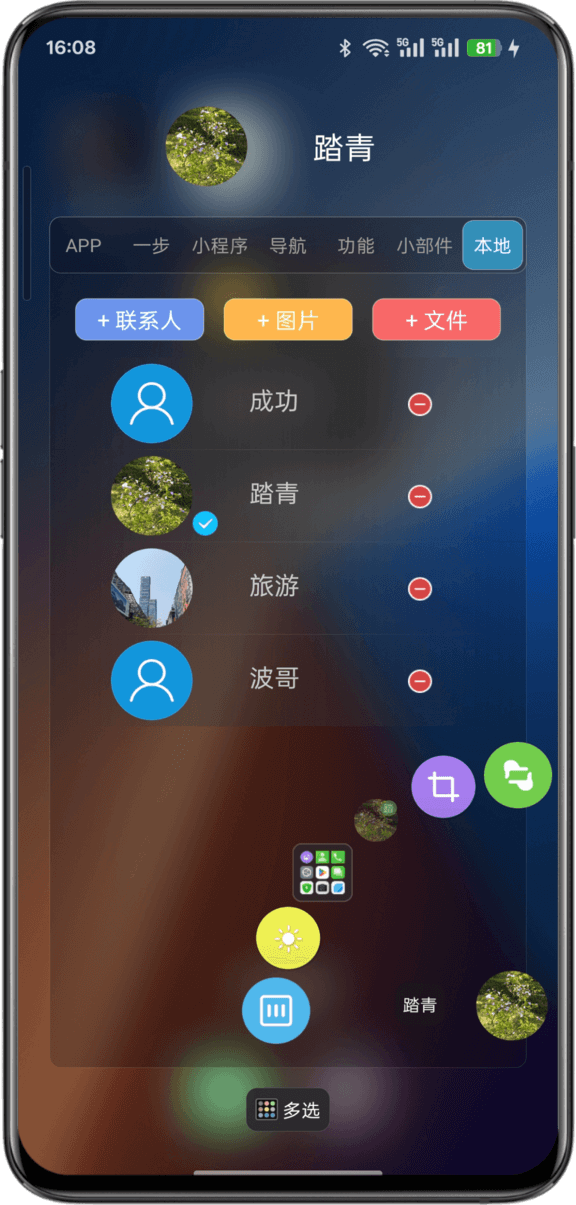 16:08 5G 5G 81
踏青
APP 一步 小程序 导航 功能 小部件 本地
+ 联系人 + 图片 + 文件
成功
踏青
旅游
波哥
踏青
多选